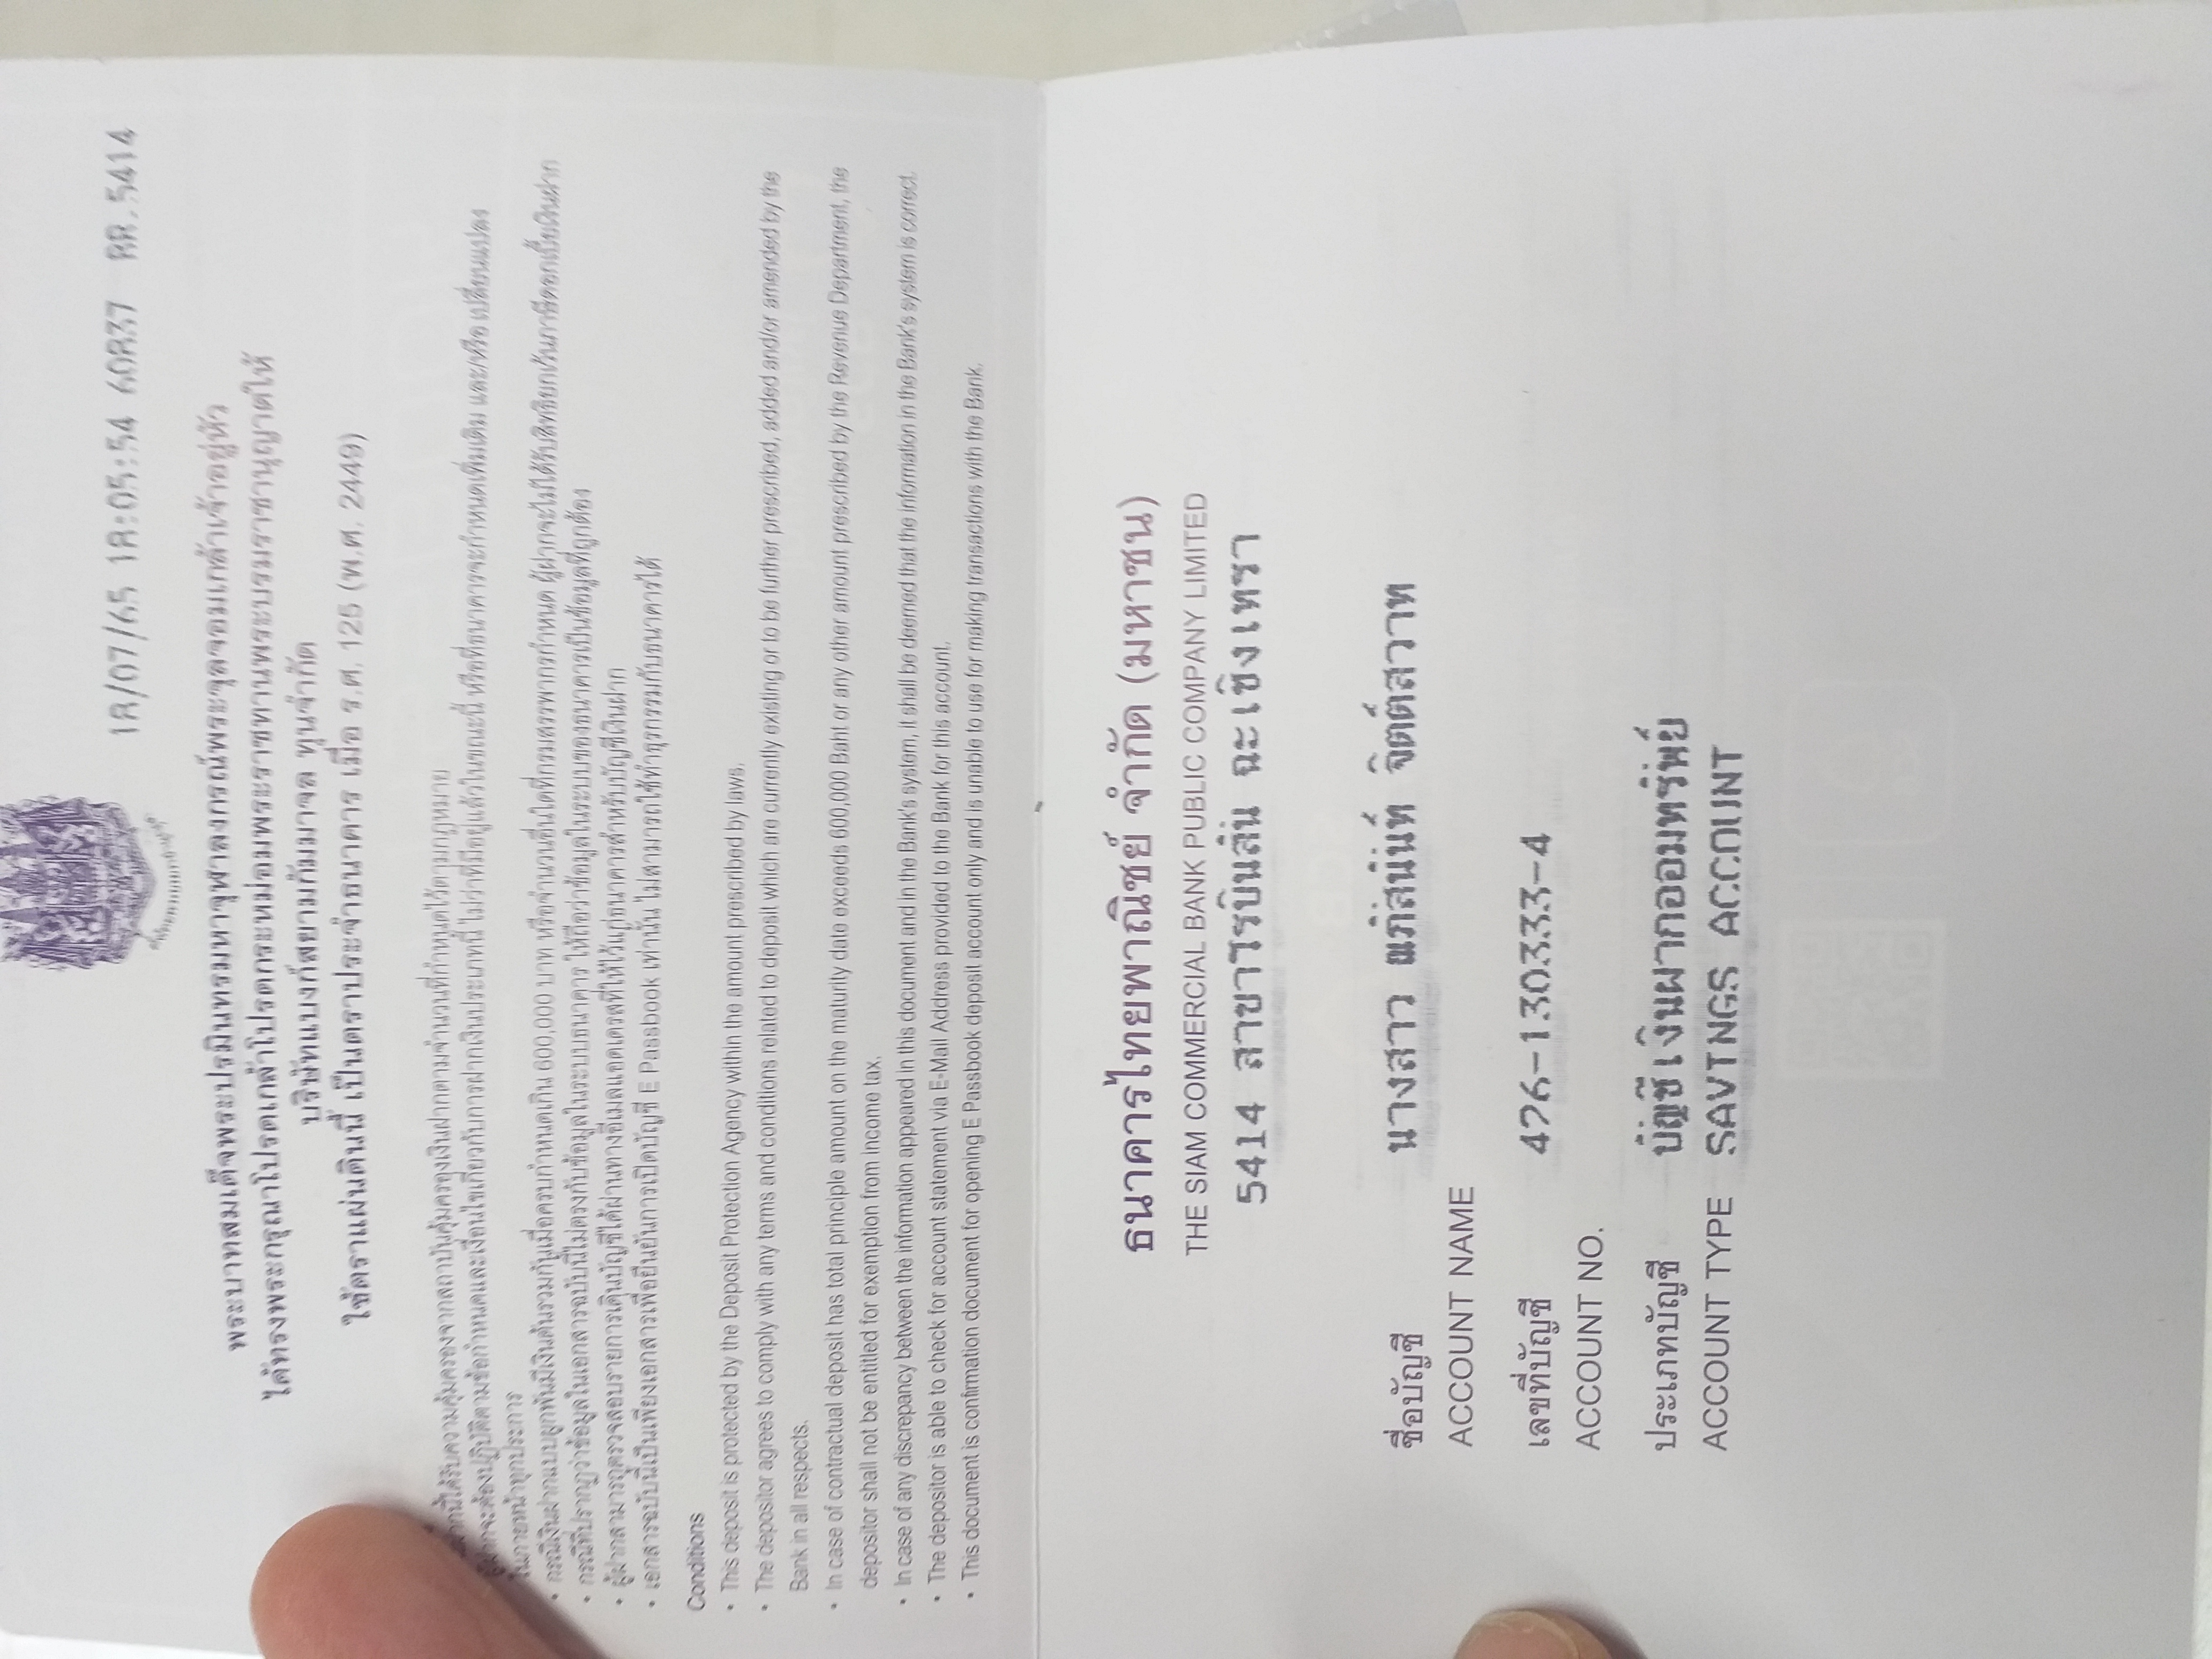 18/07/65 18:05:54 60837 BR.5414
พระบาทสมเด็จพระปรมินทรมหาจุฬาลงกรณ์พระจุลจอมเกล้าเจ้าอยู่หัว
ได้ทรงพระกรุณาโปรดเกล้าโปรดกระหม่อมพระราชทานพระบรมราชานุญาตให้
บริษัทแบงก์สยามกัมมาจล ทุนจำกัด
ใช้ตราแผ่นดินนี้ เป็นตราประจำธนาคาร เมื่อ ร.ศ. 125 (พ.ศ. 2449)
ฝากนี้ได้รับความคุ้มครองจากสถาบันคุ้มครองเงินฝากตามจำนวนที่กำหนดไว้ตามกฎหมาย
ผู้ฝากจะต้องปฏิบัติตามข้อกำหนดและเงื่อนไขเกี่ยวกับการฝากเงินประเภทนี้ ไม่ว่าที่มีอยู่แล้วในขณะนี้ หรือที่ธนาคารจะกำหนดเพิ่มเติม และ/หรือ เปลี่ยนแปลง
ในภายหน้าทุกประการ
• กรณีเงินฝากแบบผูกพันมีเงินต้นรวมกันเมื่อครบกำหนดเกิน 600,000 บาท หรือจำนวนอื่นใดที่กรมสรรพากรกำหนด ผู้ฝากจะไม่ได้รับสิทธิยกเว้นภาษีดอกเบี้ยเงินฝาก
• กรณีที่ปรากฏว่าข้อมูลในเอกสารฉบับนี้ไม่ตรงกับข้อมูลในระบบธนาคาร ให้ถือว่าข้อมูลในระบบของธนาคารเป็นข้อมูลที่ถูกต้อง
• ผู้ฝากสามารถตรวจสอบรายการเดินบัญชีได้ผ่านทางอีเมลแอดเดรสที่ให้ไว้แก่ธนาคารสำหรับบัญชีเงินฝาก
• เอกสารฉบับนี้เป็นเพียงเอกสารเพื่อยืนยันการเปิดบัญชี E Passbook เท่านั้น ไม่สามารถใช้ทำธุรกรรมกับธนาคารได้
Conditions
• This deposit is protected by the Deposit Protection Agency within the amount prescribed by laws.
• The depositor agrees to comply with any terms and conditions related to deposit which are currently existing or to be further prescribed, added and/or amended by the
Bank in all respects.
• In case of contractual deposit has total principle amount on the maturity date exceeds 600,000 Baht or any other amount prescribed by the Revenue Department, the
depositor shall not be entitled for exemption from income tax.
• In case of any discrepancy between the information appeared in this document and in the Bank's system, it shall be deemed that the information in the Bank's system is correct.
• The depositor is able to check for account statement via E-Mail Address provided to the Bank for this account.
• This document is confirmation document for opening E Passbook deposit account only and is unable to use for making transactions with the Bank.
ธนาคารไทยพาณิชย์ จำกัด (มหาชน)
THE SIAM COMMERCIAL BANK PUBLIC COMPANY LIMITED
5414 สาขาโรบินสัน ฉะเชิงเทรา
ชื่อบัญชี นางสาว ณภัสนันท์ จิตต์สวาท
ACCOUNT NAME
เลขที่บัญชี 426-130333-4
ACCOUNT NO.
ประเภทบัญชี บัญชีเงินฝากออมทรัพย์
ACCOUNT TYPE SAVINGS ACCOUNT